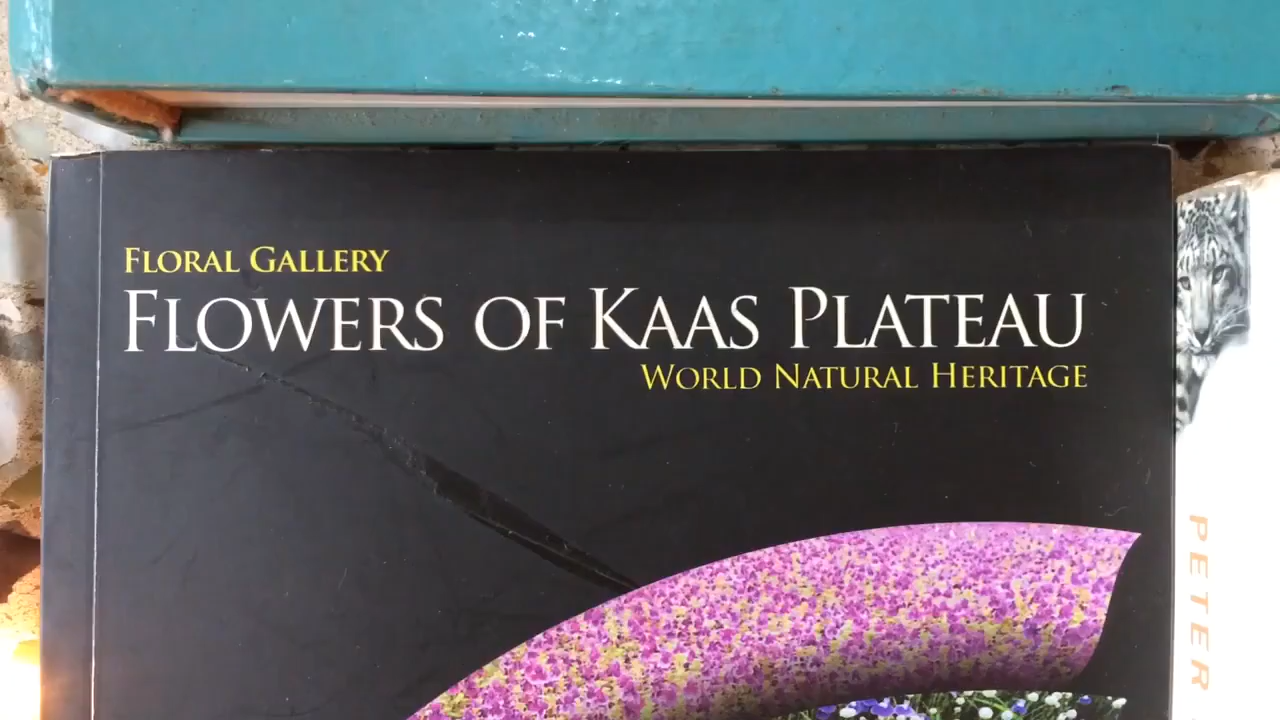 FLORAL GALLERY
FLOWERS OF KAAS PLATEAU
WORLD NATURAL HERITAGE
PETER